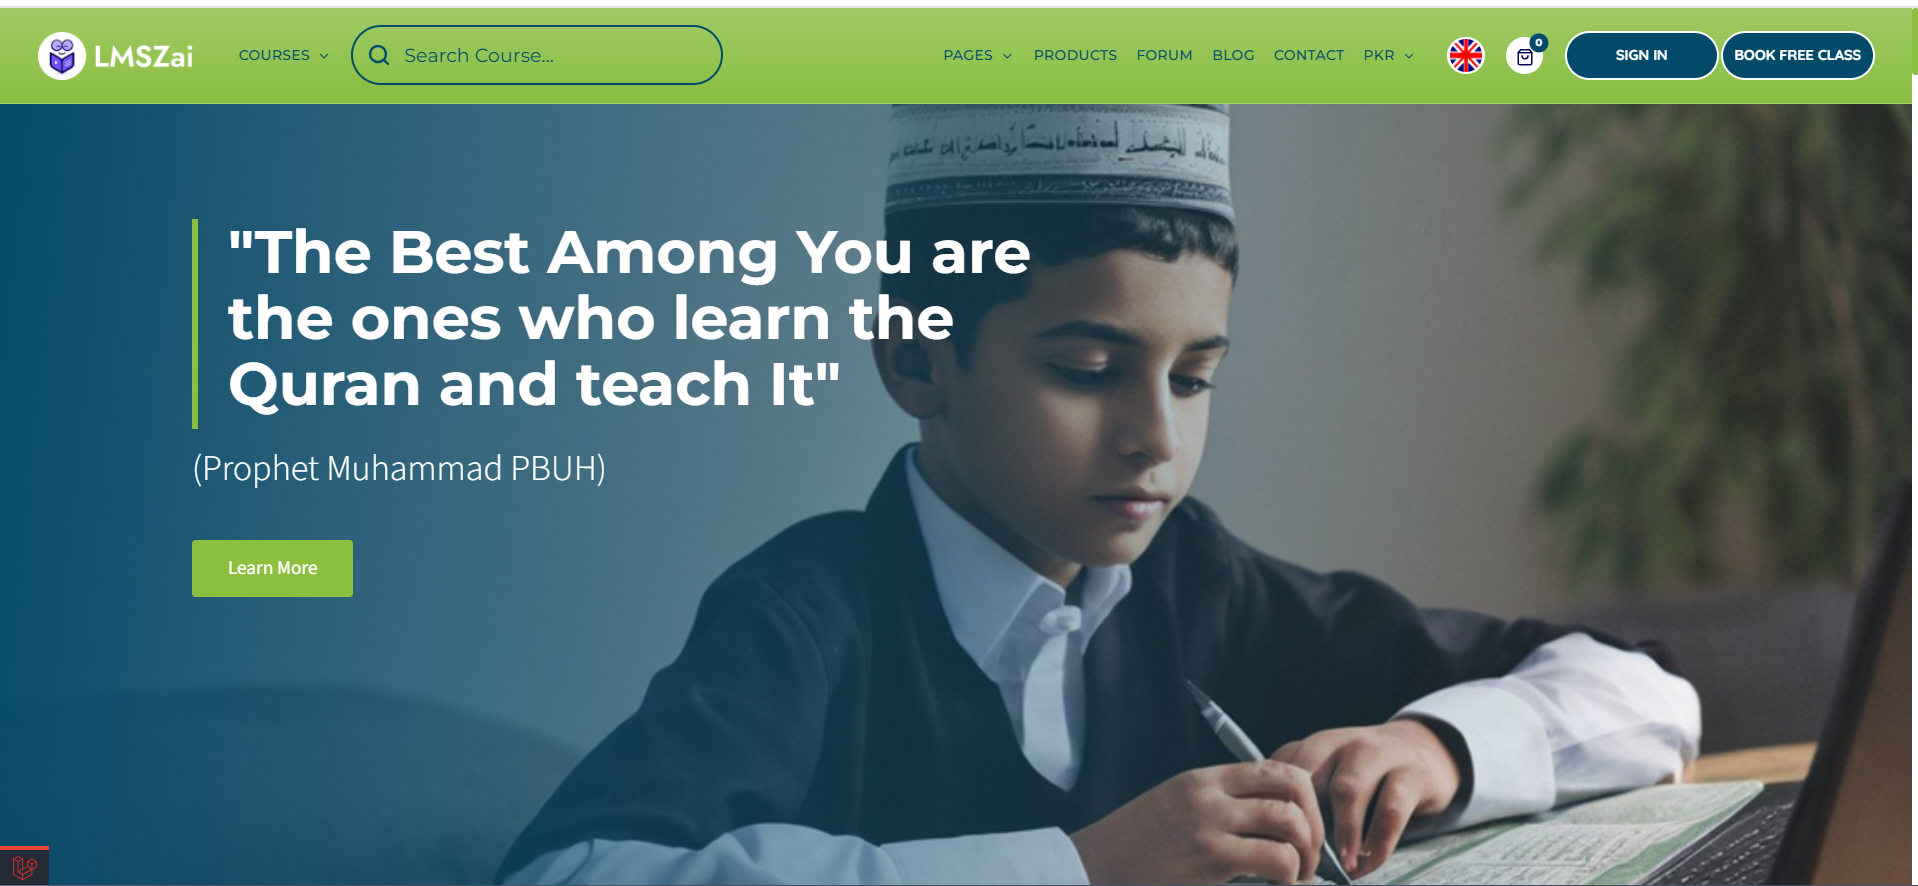 LMSZai
COURSES
Search Course...
PAGES
PRODUCTS
FORUM
BLOG
CONTACT
PKR
0
SIGN IN
BOOK FREE CLASS
"The Best Among You are
the ones who learn the
Quran and teach It"
(Prophet Muhammad PBUH)
Learn More